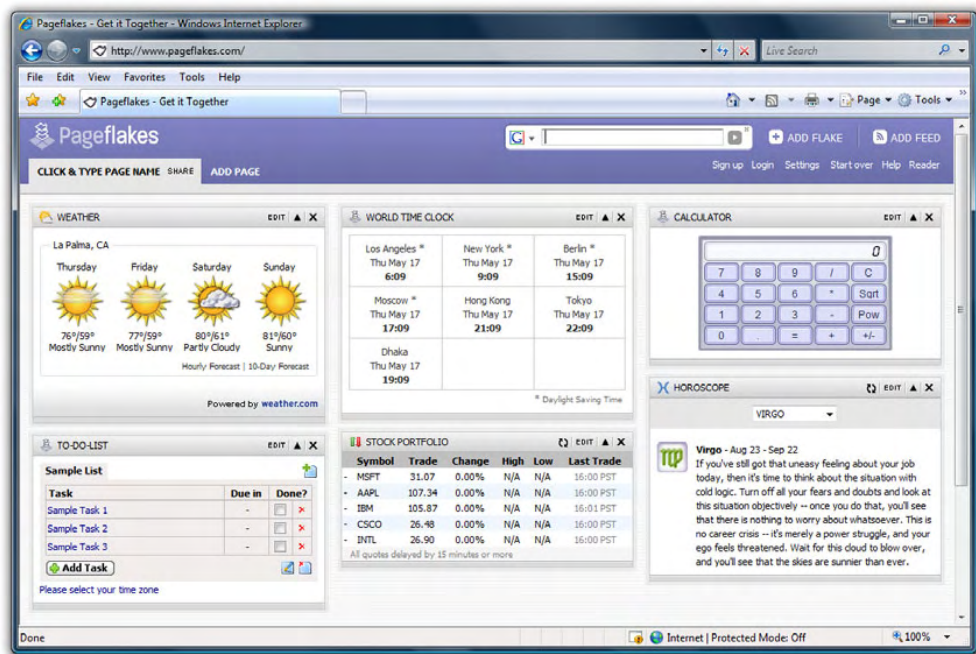 Pageflakes - Get it Together - Windows Internet Explorer
http://www.pageflakes.com/
Live Search
File Edit View Favorites Tools Help
Pageflakes - Get it Together
Page Tools
Pageflakes
G
ADD FLAKE ADD FEED
CLICK & TYPE PAGE NAME SHARE ADD PAGE
Sign up Login Settings Start over Help Reader
WEATHER EDIT
La Palma, CA
Thursday Friday Saturday Sunday
76°/59° 77°/59° 80°/61° 81°/60°
Mostly Sunny Mostly Sunny Partly Cloudy Sunny
Hourly Forecast | 10-Day Forecast
Powered by weather.com
WORLD TIME CLOCK EDIT
Los Angeles * New York * Berlin *
Thu May 17 Thu May 17 Thu May 17
6:09 9:09 15:09
Moscow * Hong Kong Tokyo
Thu May 17 Thu May 17 Thu May 17
17:09 21:09 22:09
Dhaka
Thu May 17
19:09
* Daylight Saving Time
CALCULATOR EDIT
0
7 8 9 / C
4 5 6 * Sqrt
1 2 3 - Pow
0 . = + +/-
TO-DO-LIST EDIT
Sample List
Task Due in Done?
Sample Task 1 -
Sample Task 2 -
Sample Task 3 -
Add Task
Please select your time zone
STOCK PORTFOLIO EDIT
Symbol Trade Change High Low Last Trade
- MSFT 31.07 0.00% N/A N/A 16:00 PST
- AAPL 107.34 0.00% N/A N/A 16:00 PST
- IBM 105.87 0.00% N/A N/A 16:01 PST
- CSCO 26.48 0.00% N/A N/A 16:00 PST
- INTL 26.90 0.00% N/A N/A 16:00 PST
All quotes delayed by 15 minutes or more
HOROSCOPE EDIT
VIRGO
Virgo - Aug 23 - Sep 22
If you've still got that uneasy feeling about your job
today, then it's time to think about the situation with
cold logic. Turn off all your fears and doubts and look at
this situation objectively -- once you do that, you'll see
that there is nothing to worry about whatsoever. This is
no career crisis -- it's merely a power struggle, and your
ego feels threatened. Wait for this cloud to blow over,
and you'll see that the skies are sunnier than ever.
Done
Internet | Protected Mode: Off
100%